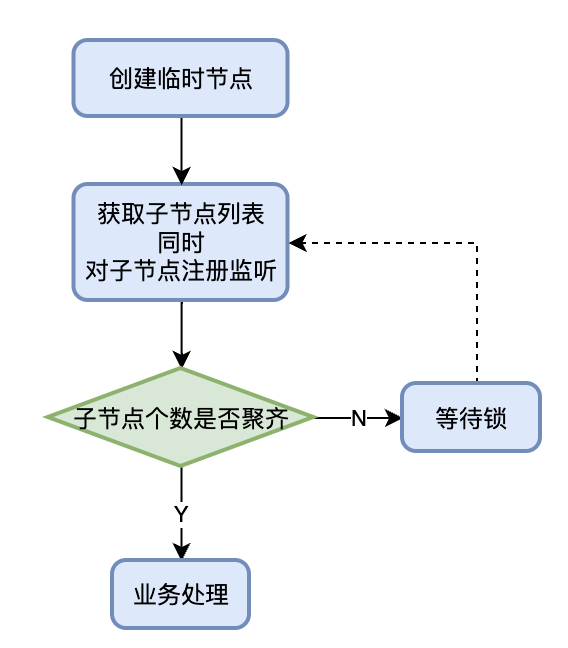 创建临时节点
获取子节点列表
同时
对子节点注册监听
子节点个数是否聚齐
N
等待锁
Y
业务处理